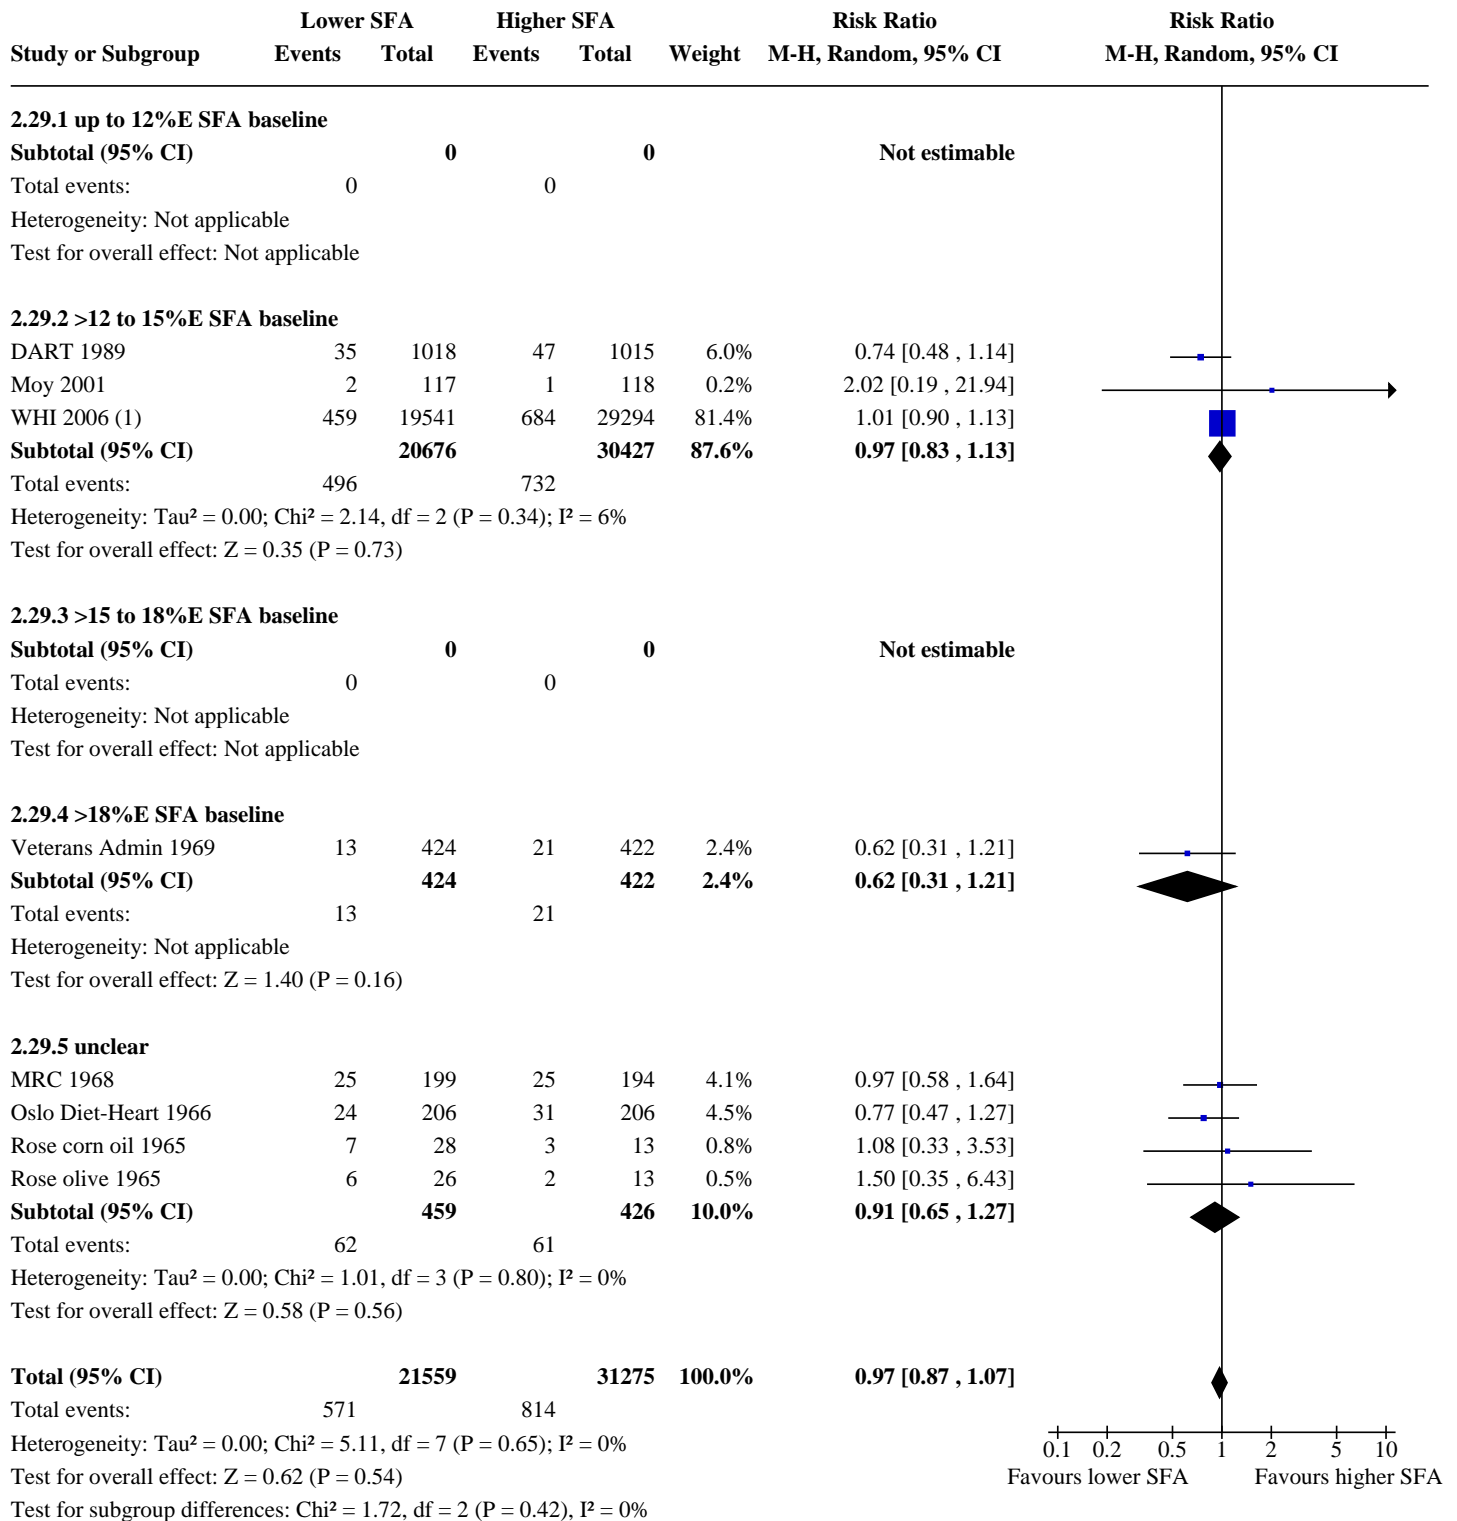 Lower SFA Higher SFA Risk Ratio Risk Ratio
Study or Subgroup Events Total Events Total Weight M-H, Random, 95% CI M-H, Random, 95% CI
2.29.1 up to 12%E SFA baseline
Subtotal (95% CI) 0 0 Not estimable
Total events: 0 0
Heterogeneity: Not applicable
Test for overall effect: Not applicable
2.29.2 >12 to 15%E SFA baseline
DART 1989 35 1018 47 1015 6.0% 0.74 [0.48 , 1.14]
Moy 2001 2 117 1 118 0.2% 2.02 [0.19 , 21.94]
WHI 2006 (1) 459 19541 684 29294 81.4% 1.01 [0.90 , 1.13]
Subtotal (95% CI) 20676 30427 87.6% 0.97 [0.83 , 1.13]
Total events: 496 732
Heterogeneity: Tau² = 0.00; Chi² = 2.14, df = 2 (P = 0.34); I² = 6%
Test for overall effect: Z = 0.35 (P = 0.73)
2.29.3 >15 to 18%E SFA baseline
Subtotal (95% CI) 0 0 Not estimable
Total events: 0 0
Heterogeneity: Not applicable
Test for overall effect: Not applicable
2.29.4 >18%E SFA baseline
Veterans Admin 1969 13 424 21 422 2.4% 0.62 [0.31 , 1.21]
Subtotal (95% CI) 424 422 2.4% 0.62 [0.31 , 1.21]
Total events: 13 21
Heterogeneity: Not applicable
Test for overall effect: Z = 1.40 (P = 0.16)
2.29.5 unclear
MRC 1968 25 199 25 194 4.1% 0.97 [0.58 , 1.64]
Oslo Diet-Heart 1966 24 206 31 206 4.5% 0.77 [0.47 , 1.27]
Rose corn oil 1965 7 28 3 13 0.8% 1.08 [0.33 , 3.53]
Rose olive 1965 6 26 2 13 0.5% 1.50 [0.35 , 6.43]
Subtotal (95% CI) 459 426 10.0% 0.91 [0.65 , 1.27]
Total events: 62 61
Heterogeneity: Tau² = 0.00; Chi² = 1.01, df = 3 (P = 0.80); I² = 0%
Test for overall effect: Z = 0.58 (P = 0.56)
Total (95% CI) 21559 31275 100.0% 0.97 [0.87 , 1.07]
Total events: 571 814
Heterogeneity: Tau² = 0.00; Chi² = 5.11, df = 7 (P = 0.65); I² = 0% 0.1 0.2 0.5 1 2 5 10
Test for overall effect: Z = 0.62 (P = 0.54) Favours lower SFA Favours higher SFA
Test for subgroup differences: Chi² = 1.72, df = 2 (P = 0.42), I² = 0%